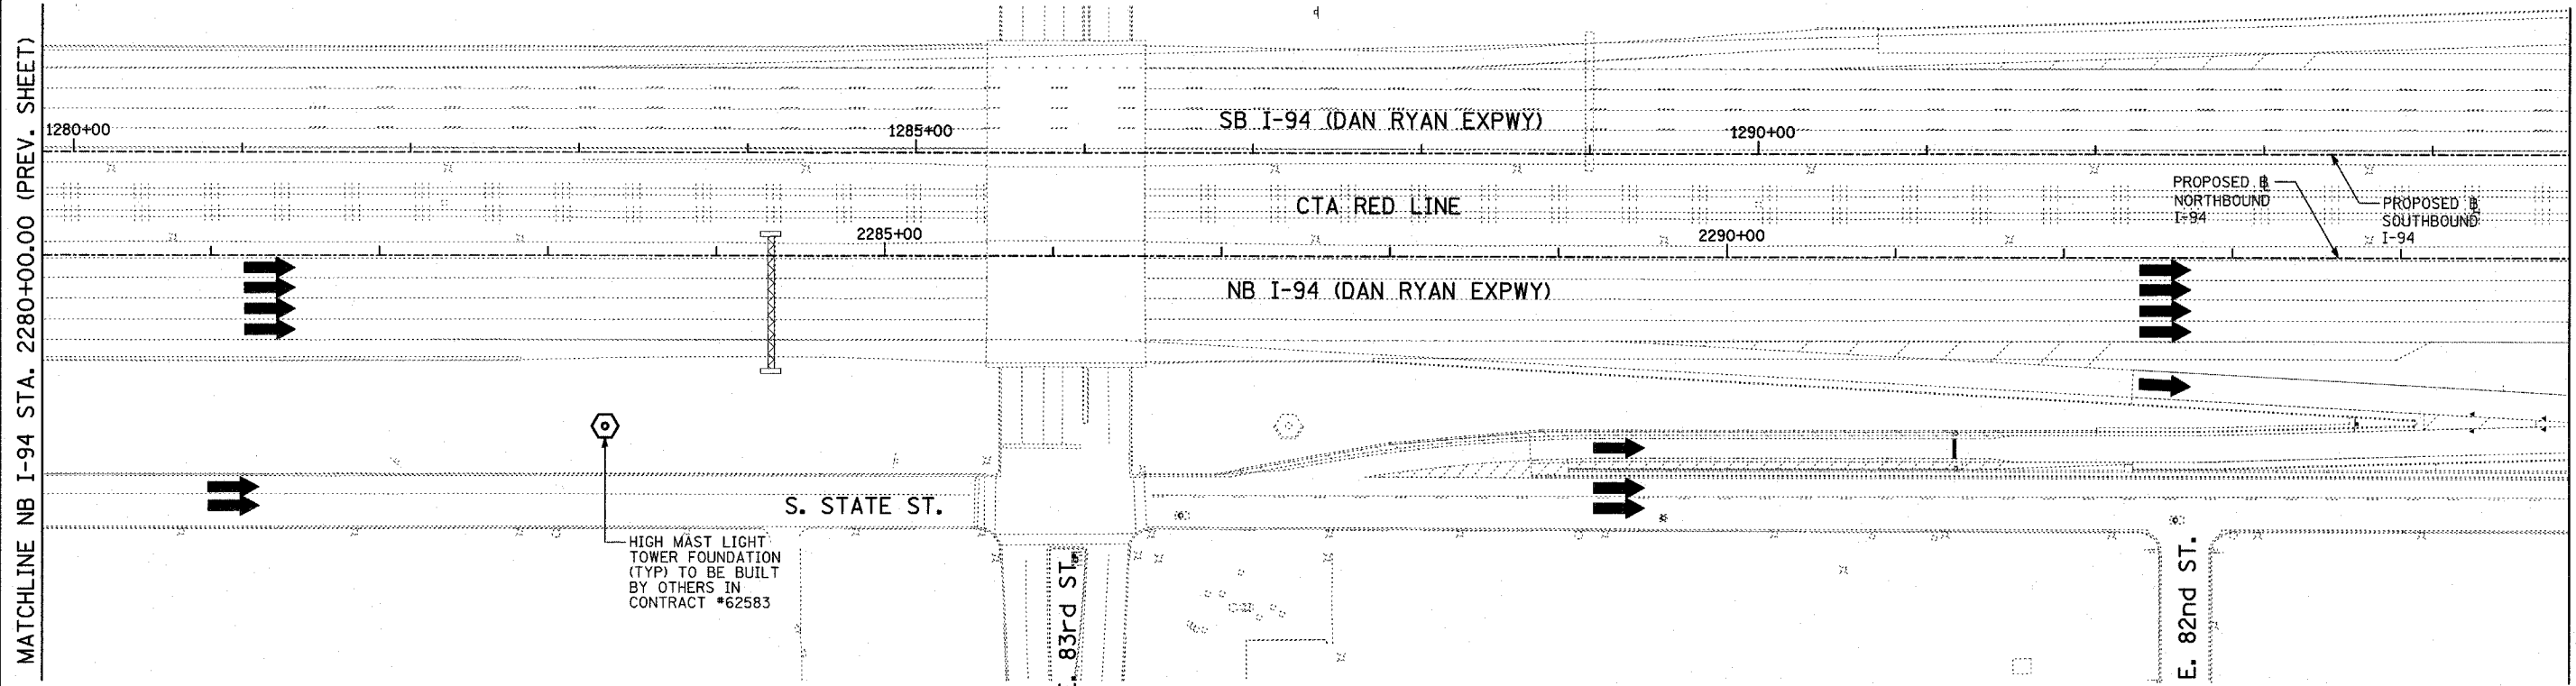 MATCHLINE NB I-94 STA. 2280+00.00 (PREV. SHEET)
1280+00
1285+00
SB I-94 (DAN RYAN EXPWY)
1290+00
CTA RED LINE
PROPOSED ℄
NORTHBOUND
I-94
PROPOSED ℄
SOUTHBOUND
I-94
2285+00
2290+00
NB I-94 (DAN RYAN EXPWY)
S. STATE ST.
HIGH MAST LIGHT
TOWER FOUNDATION
(TYP) TO BE BUILT
BY OTHERS IN
CONTRACT #62583
E. 83rd ST.
E. 82nd ST.